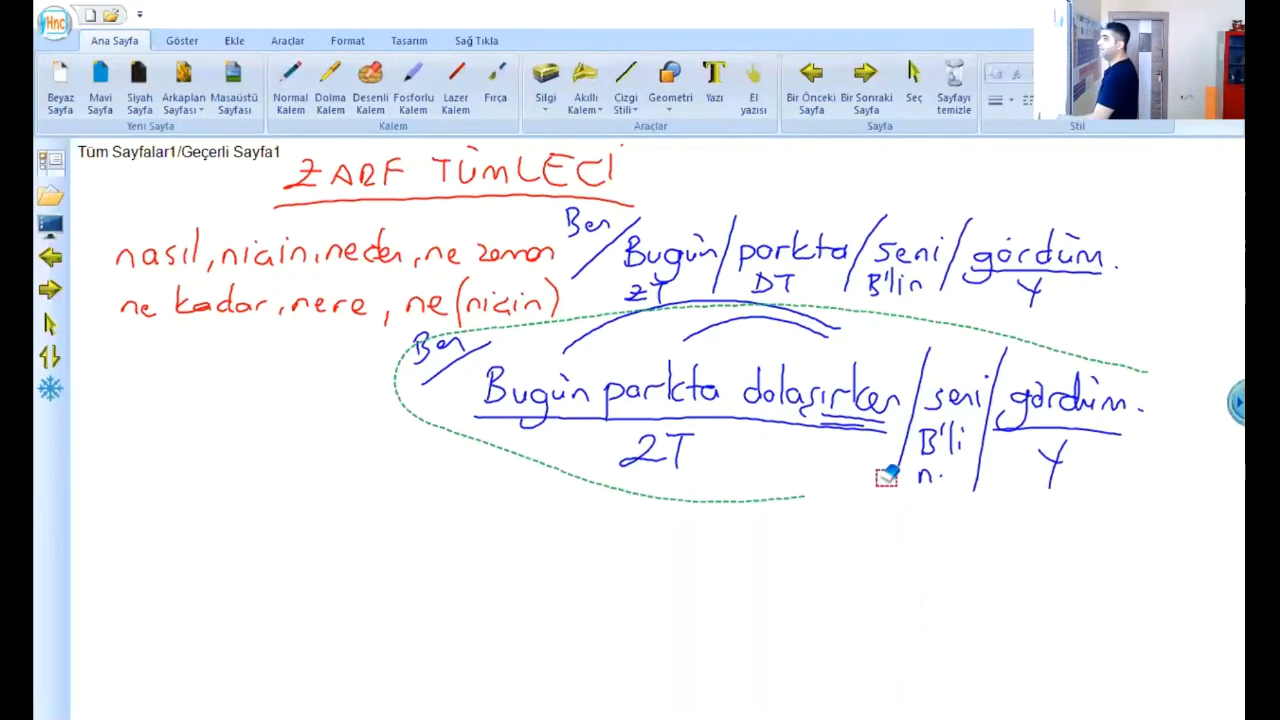 Hnc
Ana Sayfa Göster Ekle Araçlar Format Tasarım Sağ Tıkla
Beyaz Sayfa Mavi Sayfa Siyah Sayfa Arkaplan Sayfası Masaüstü Sayfası Normal Kalem Dolma Kalem Desenli Kalem Fosforlu Kalem Lazer Kalem Fırça Silgi Akıllı Kalem Çizgi Stili Geometri Yazı El yazısı Bir Önceki Sayfa Bir Sonraki Sayfa Seç Sayfayı temizle
Yeni Sayfa Kalem Araçlar Sayfa Stil
Tüm Sayfalar1/Geçerli Sayfa1
ZARF TÜMLECİ
nasıl, niçin, neden, ne zaman
ne kadar, nere, ne (niçin)
Ben / Bugün / parkta / seni / gördüm.
ZT DT B'lin Y
Ben / Bugün parkta dolaşırken / seni / gördüm.
ZT B'li n. Y